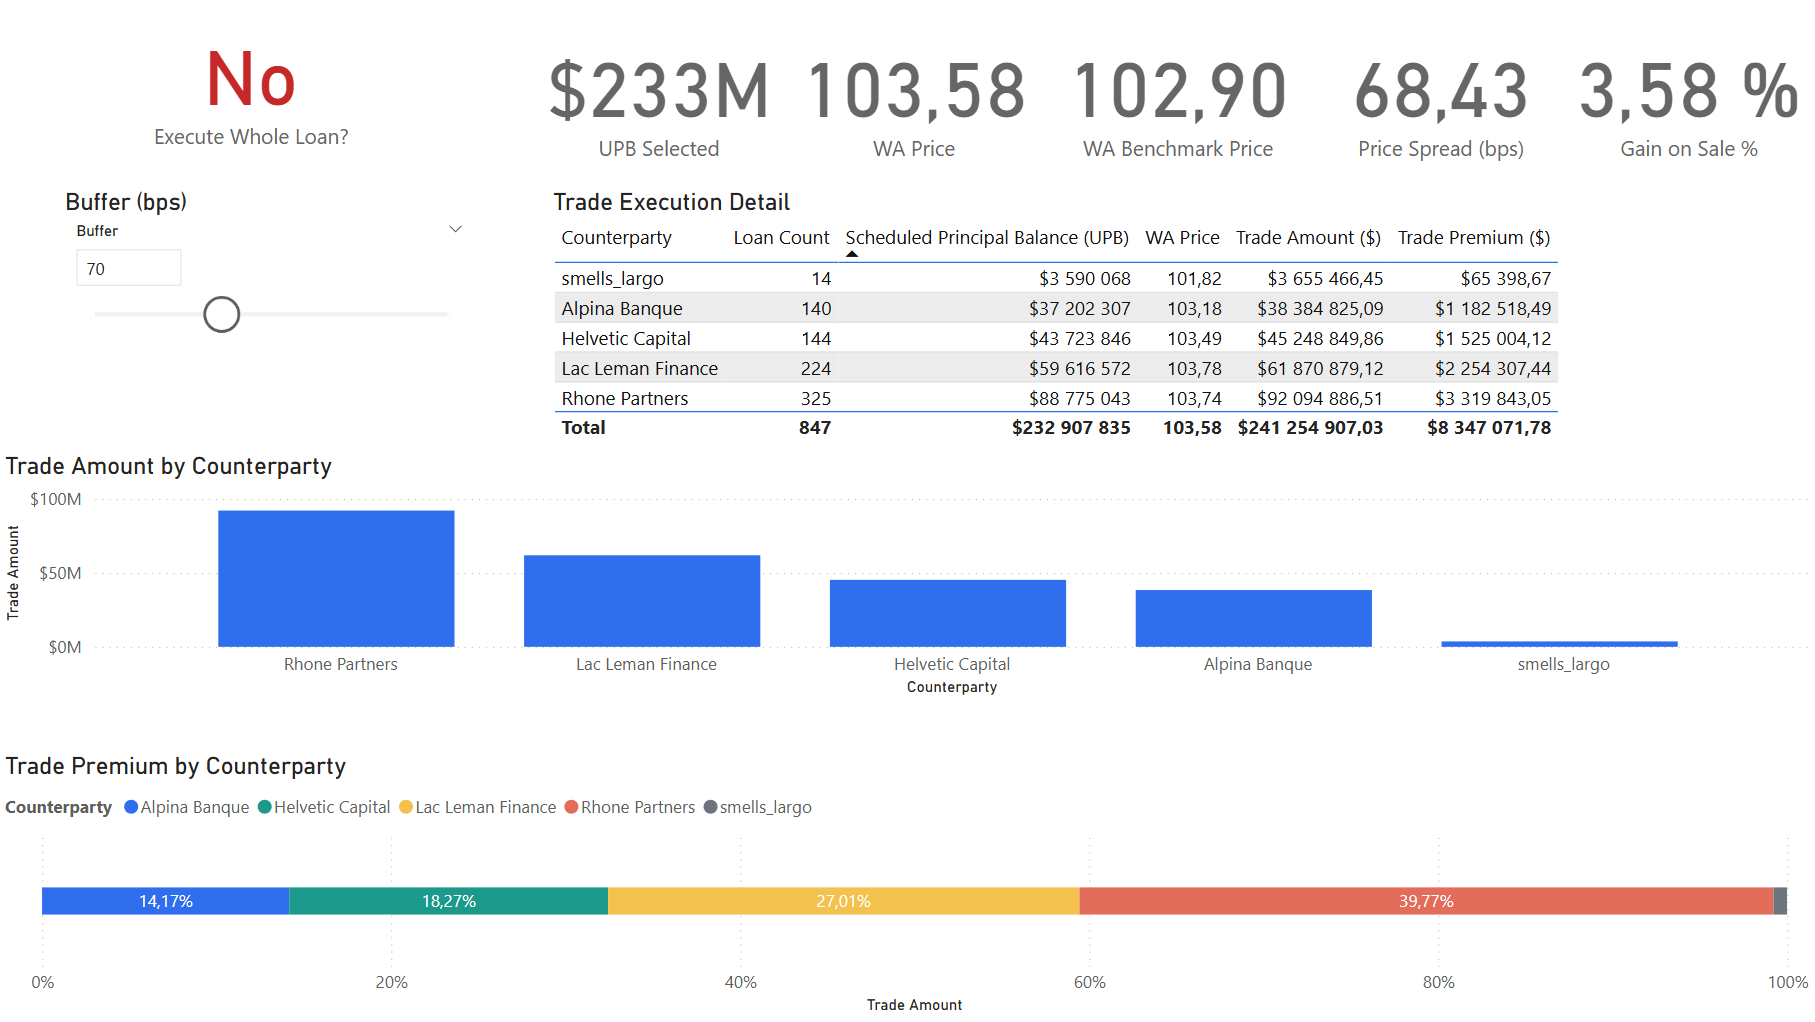 No
Execute Whole Loan?
$233M
UPB Selected
103,58
WA Price
102,90
WA Benchmark Price
68,43
Price Spread (bps)
3,58 %
Gain on Sale %
Buffer (bps)
Buffer
70
Trade Execution Detail
Counterparty Loan Count Scheduled Principal Balance (UPB) WA Price Trade Amount ($) Trade Premium ($)
smells_largo 14 $3 590 068 101,82 $3 655 466,45 $65 398,67
Alpina Banque 140 $37 202 307 103,18 $38 384 825,09 $1 182 518,49
Helvetic Capital 144 $43 723 846 103,49 $45 248 849,86 $1 525 004,12
Lac Leman Finance 224 $59 616 572 103,78 $61 870 879,12 $2 254 307,44
Rhone Partners 325 $88 775 043 103,74 $92 094 886,51 $3 319 843,05
Total 847 $232 907 835 103,58 $241 254 907,03 $8 347 071,78
Trade Amount by Counterparty
Trade Amount
$100M
$50M
$0M
Rhone Partners Lac Leman Finance Helvetic Capital Alpina Banque smells_largo
Counterparty
Trade Premium by Counterparty
Counterparty Alpina Banque Helvetic Capital Lac Leman Finance Rhone Partners smells_largo
14,17% 18,27% 27,01% 39,77%
0% 20% 40% 60% 80% 100%
Trade Amount